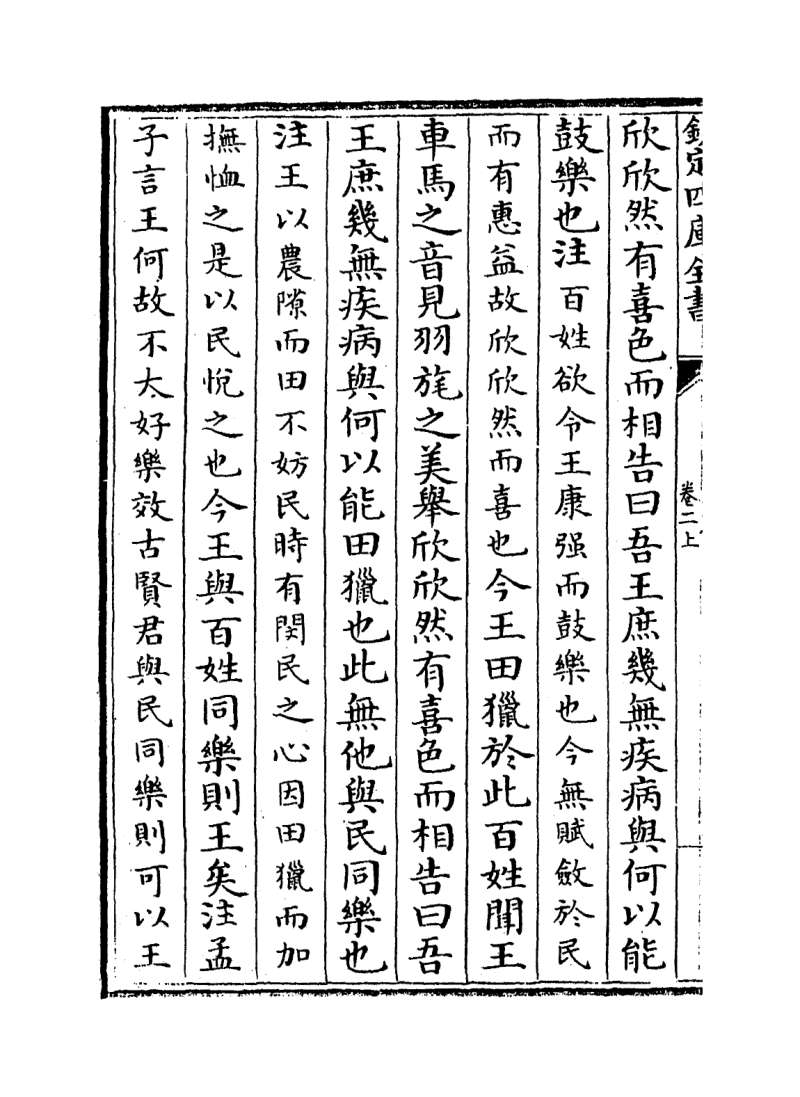 欽定四庫全書
卷二上
欣欣然有喜色而相告曰吾王庶幾無疾病與何以能
鼓樂也注百姓欲令王康强而鼓樂也今無賦斂於民
而有惠益故欣欣然而喜也今王田獵於此百姓聞王
車馬之音見羽旄之美舉欣欣然有喜色而相告曰吾
王庶幾無疾病與何以能田獵也此無他與民同樂也
注王以農隙而田不妨民時有閔民之心因田獵而加
撫恤之是以民悅之也今王與百姓同樂則王矣注孟
子言王何故不大好樂效古賢君與民同樂則可以王